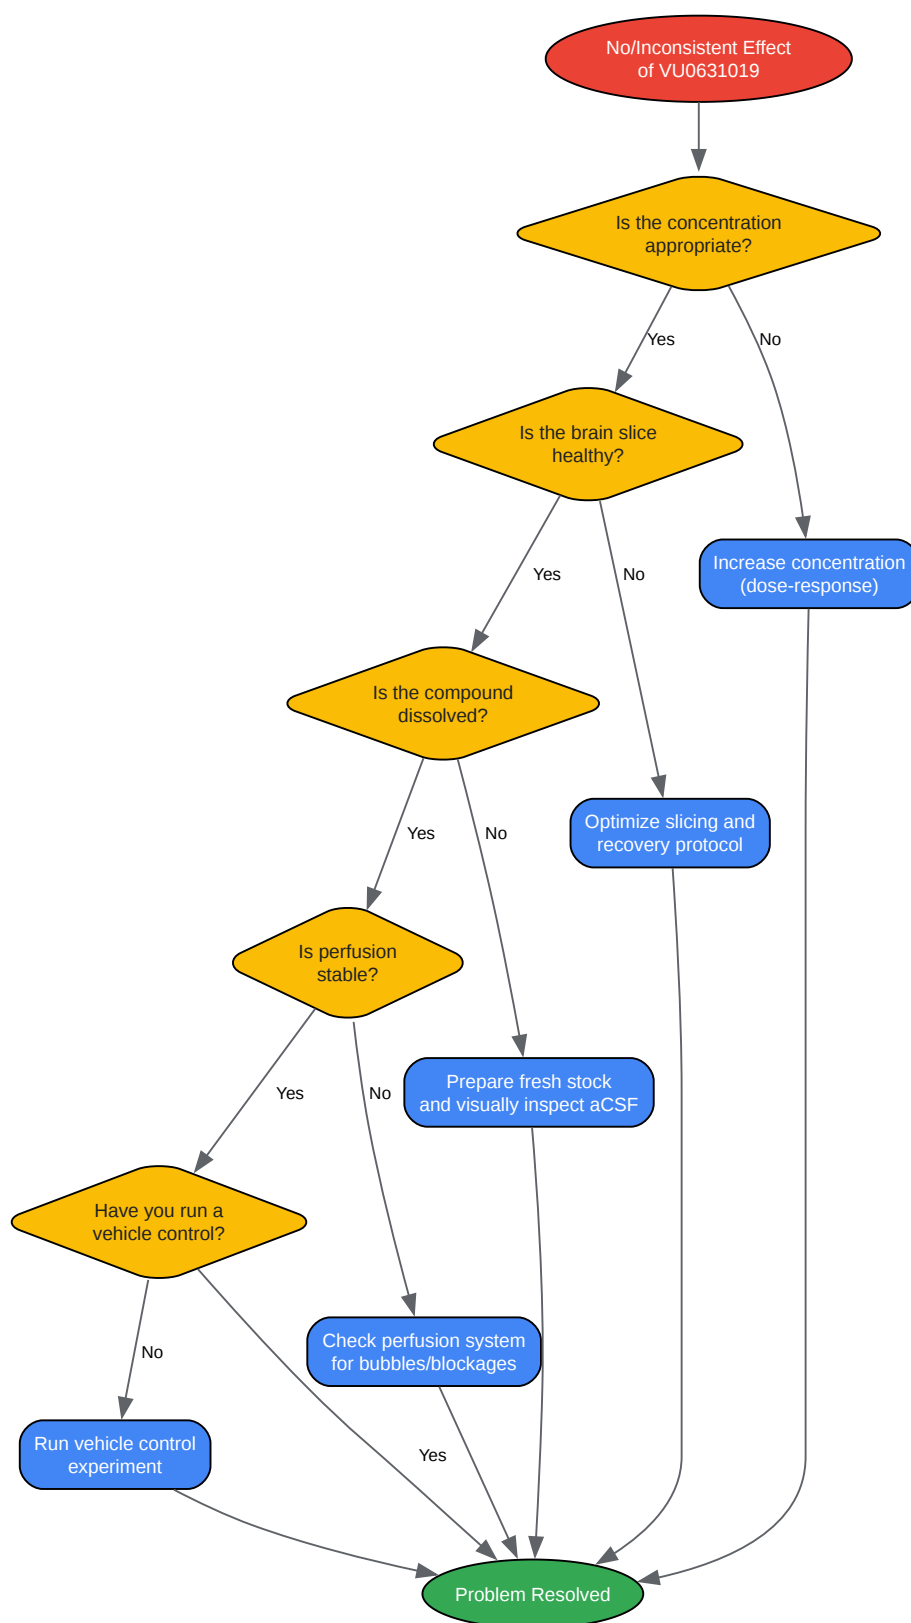 No/Inconsistent Effect
of VU0631019
Is the concentration
appropriate?
Yes
No
Is the brain slice
healthy?
Increase concentration
(dose-response)
Yes
No
Is the compound
dissolved?
Optimize slicing and
recovery protocol
Yes
No
Is perfusion
stable?
Prepare fresh stock
and visually inspect aCSF
Yes
No
Have you run a
vehicle control?
Check perfusion system
for bubbles/blockages
No
Run vehicle control
experiment
Yes
Problem Resolved